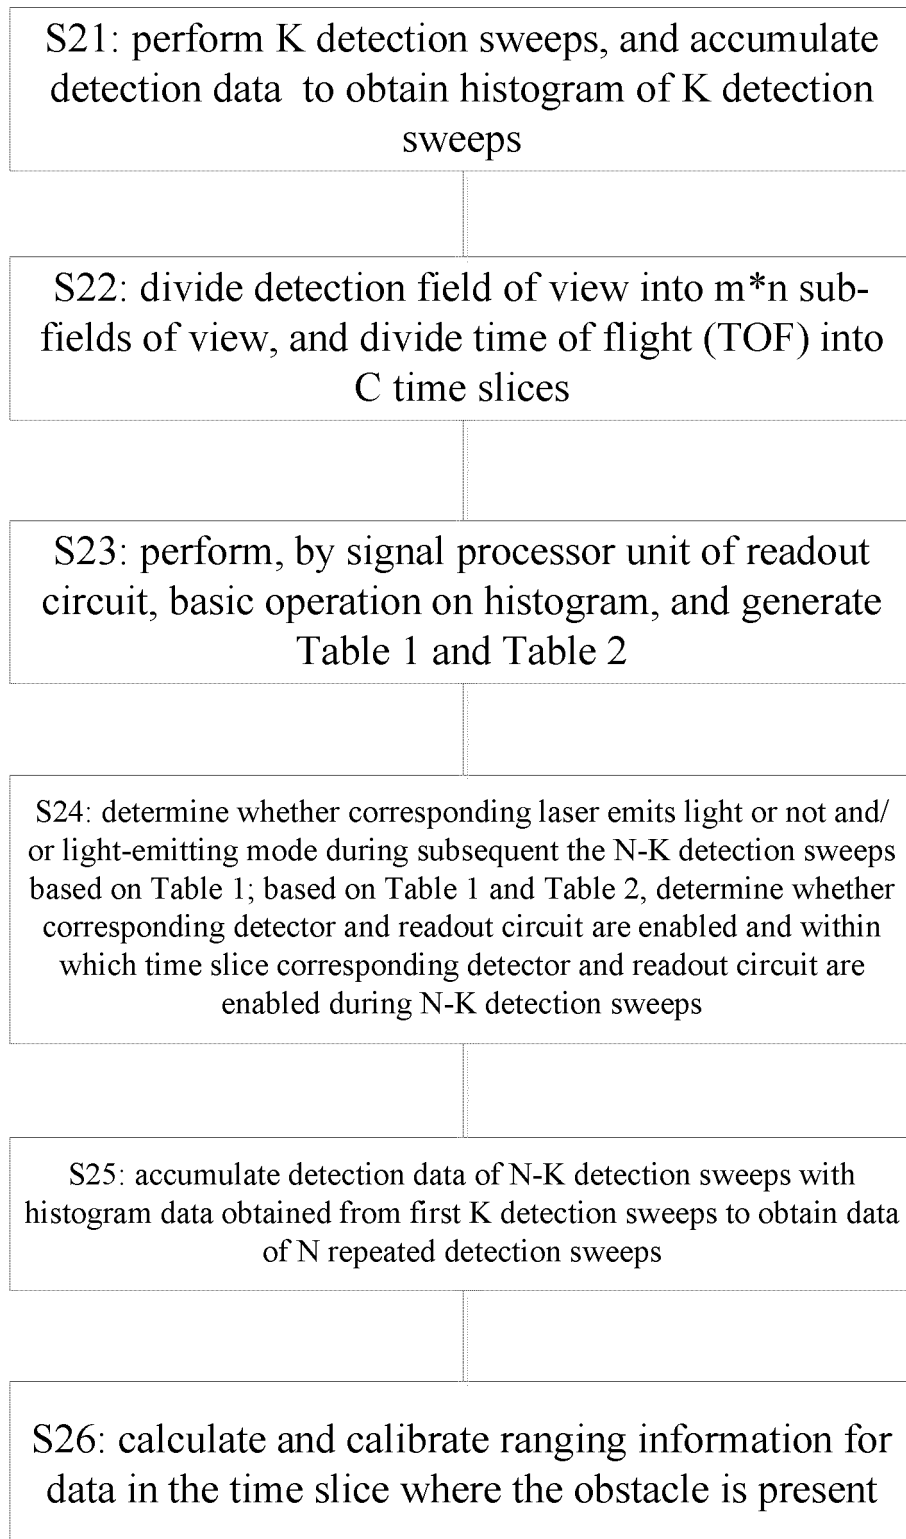 S21: perform K detection sweeps, and accumulate
detection data to obtain histogram of K detection
sweeps
S22: divide detection field of view into m*n sub-
fields of view, and divide time of flight (TOF) into
C time slices
S23: perform, by signal processor unit of readout
circuit, basic operation on histogram, and generate
Table 1 and Table 2
S24: determine whether corresponding laser emits light or not and/
or light-emitting mode during subsequent the N-K detection sweeps
based on Table 1; based on Table 1 and Table 2, determine whether
corresponding detector and readout circuit are enabled and within
which time slice corresponding detector and readout circuit are
enabled during N-K detection sweeps
S25: accumulate detection data of N-K detection sweeps with
histogram data obtained from first K detection sweeps to obtain data
of N repeated detection sweeps
S26: calculate and calibrate ranging information for
data in the time slice where the obstacle is present